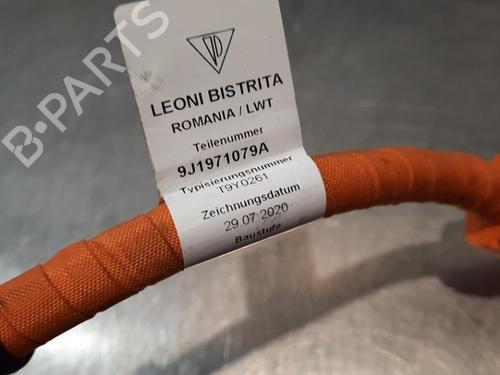 B-PARTS
LEONI BISTRITA
ROMANIA / LWT
Teilenummer
9J1971079A
Typisierungsnummer
T9Y0261
Zeichnungsdatum
29.07.2020
Baustufe